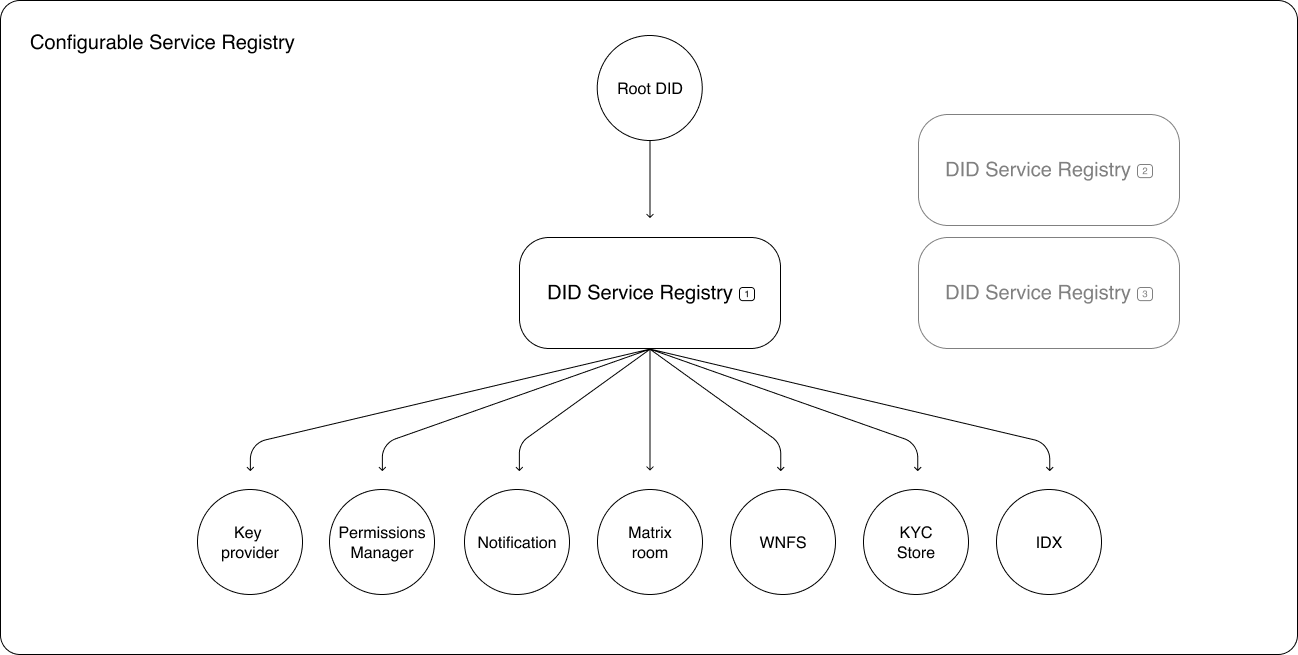 Configurable Service Registry
Root DID
DID Service Registry 2
DID Service Registry 1
DID Service Registry 3
Key
provider
Permissions
Manager
Notification
Matrix
room
WNFS
KYC
Store
IDX